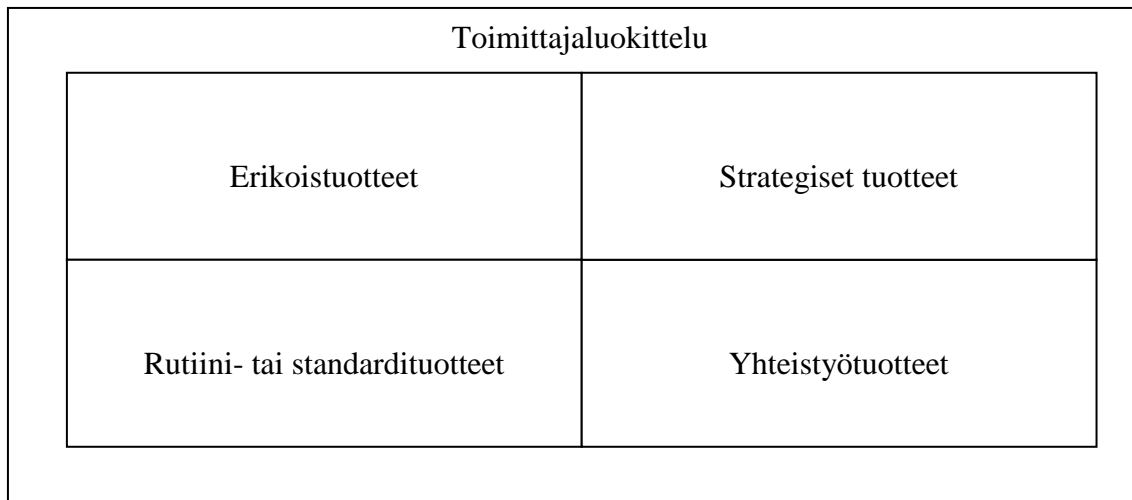 Toimittajaluokittelu
Erikoistuotteet
Strategiset tuotteet
Rutiini- tai standardituotteet
Yhteistyötuotteet